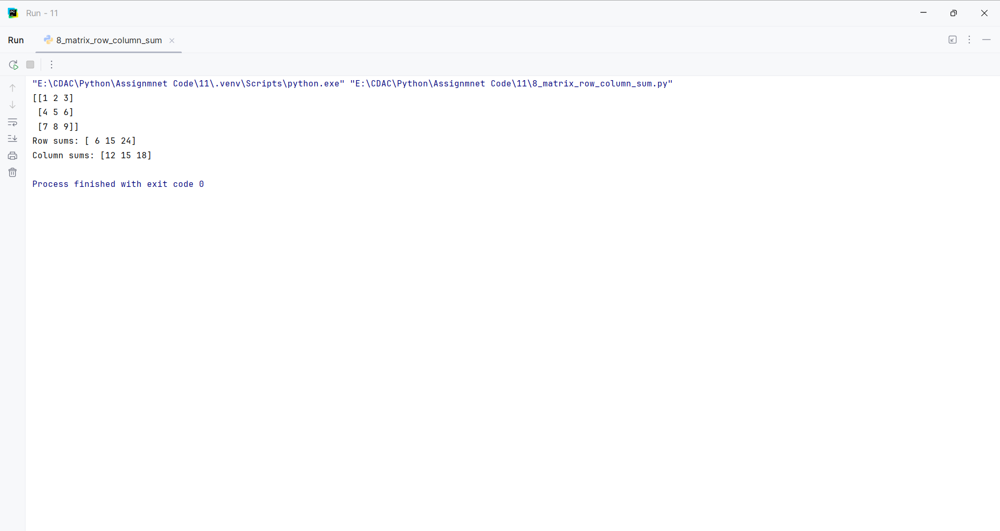 PC
Run - 11
Run
8_matrix_row_column_sum
"E:\CDAC\Python\Assignmnet Code\11\.venv\Scripts\python.exe" "E:\CDAC\Python\Assignmnet Code\11\8_matrix_row_column_sum.py"
[[1 2 3]
 [4 5 6]
 [7 8 9]]
Row sums: [ 6 15 24]
Column sums: [12 15 18]
Process finished with exit code 0